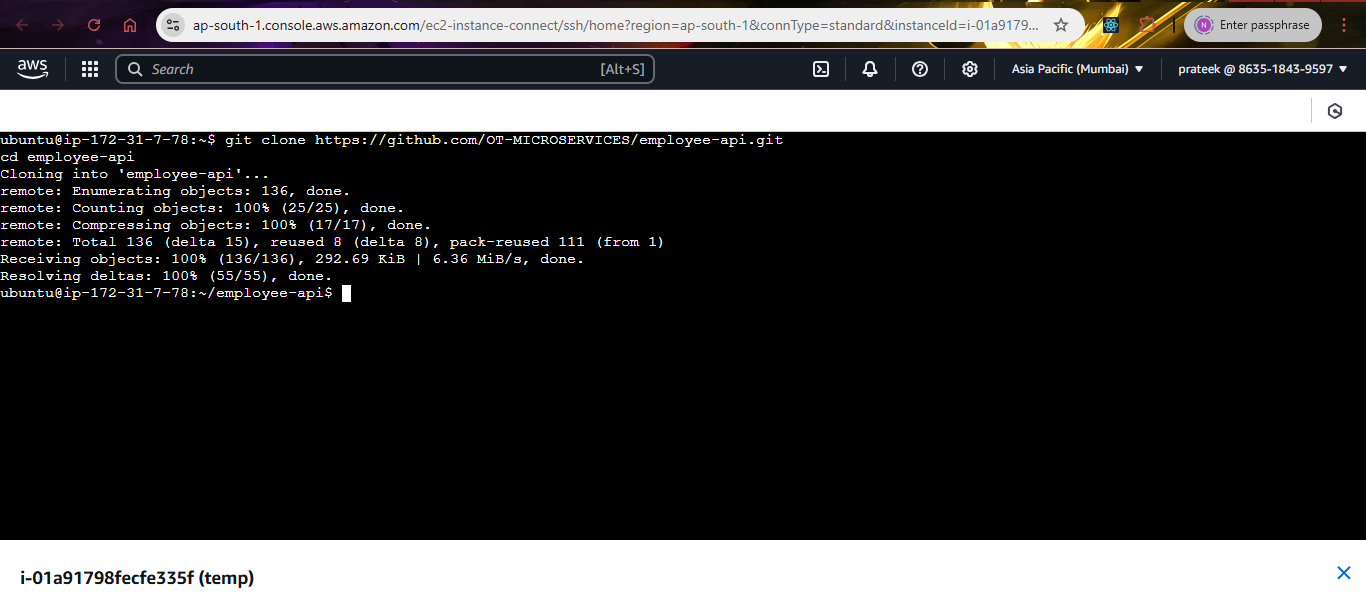 ap-south-1.console.aws.amazon.com/ec2-instance-connect/ssh/home?region=ap-south-1&connType=standard&instanceId=i-01a9179...
N
Enter passphrase
aws
Search
[Alt+S]
Asia Pacific (Mumbai)
prateek @ 8635-1843-9597
ubuntu@ip-172-31-7-78:~$ git clone https://github.com/OT-MICROSERVICES/employee-api.git
cd employee-api
Cloning into 'employee-api'...
remote: Enumerating objects: 136, done.
remote: Counting objects: 100% (25/25), done.
remote: Compressing objects: 100% (17/17), done.
remote: Total 136 (delta 15), reused 8 (delta 8), pack-reused 111 (from 1)
Receiving objects: 100% (136/136), 292.69 KiB | 6.36 MiB/s, done.
Resolving deltas: 100% (55/55), done.
ubuntu@ip-172-31-7-78:~/employee-api$
i-01a91798fecfe335f (temp)